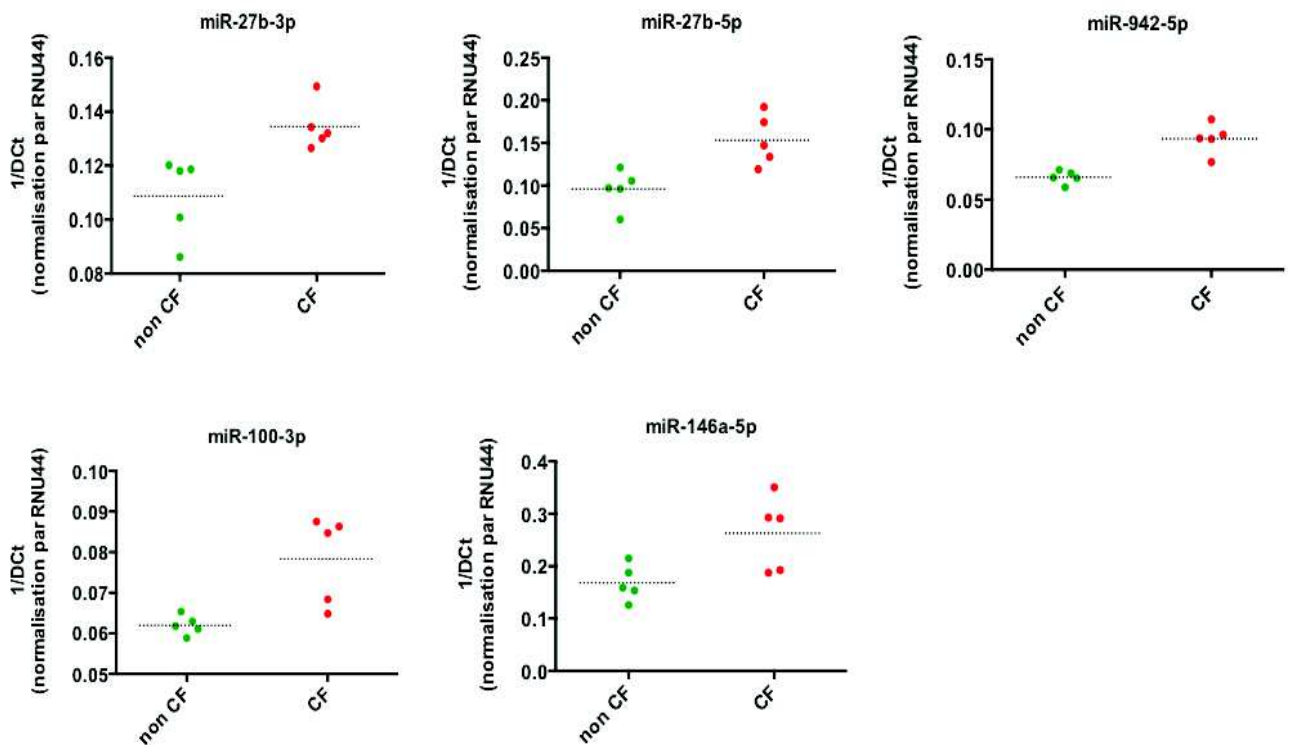 miR-27b-3p
1/DCt
(normalisation par RNU44)
0.16
0.14
0.12
0.10
0.08
non CF
CF
miR-27b-5p
1/DCt
(normalisation par RNU44)
0.25
0.20
0.15
0.10
0.05
0.00
non CF
CF
miR-942-5p
1/DCt
(normalisation par RNU44)
0.15
0.10
0.05
0.00
non CF
CF
miR-100-3p
1/DCt
(normalisation par RNU44)
0.10
0.09
0.08
0.07
0.06
0.05
non CF
CF
miR-146a-5p
1/DCt
(normalisation par RNU44)
0.4
0.3
0.2
0.1
0.0
non CF
CF